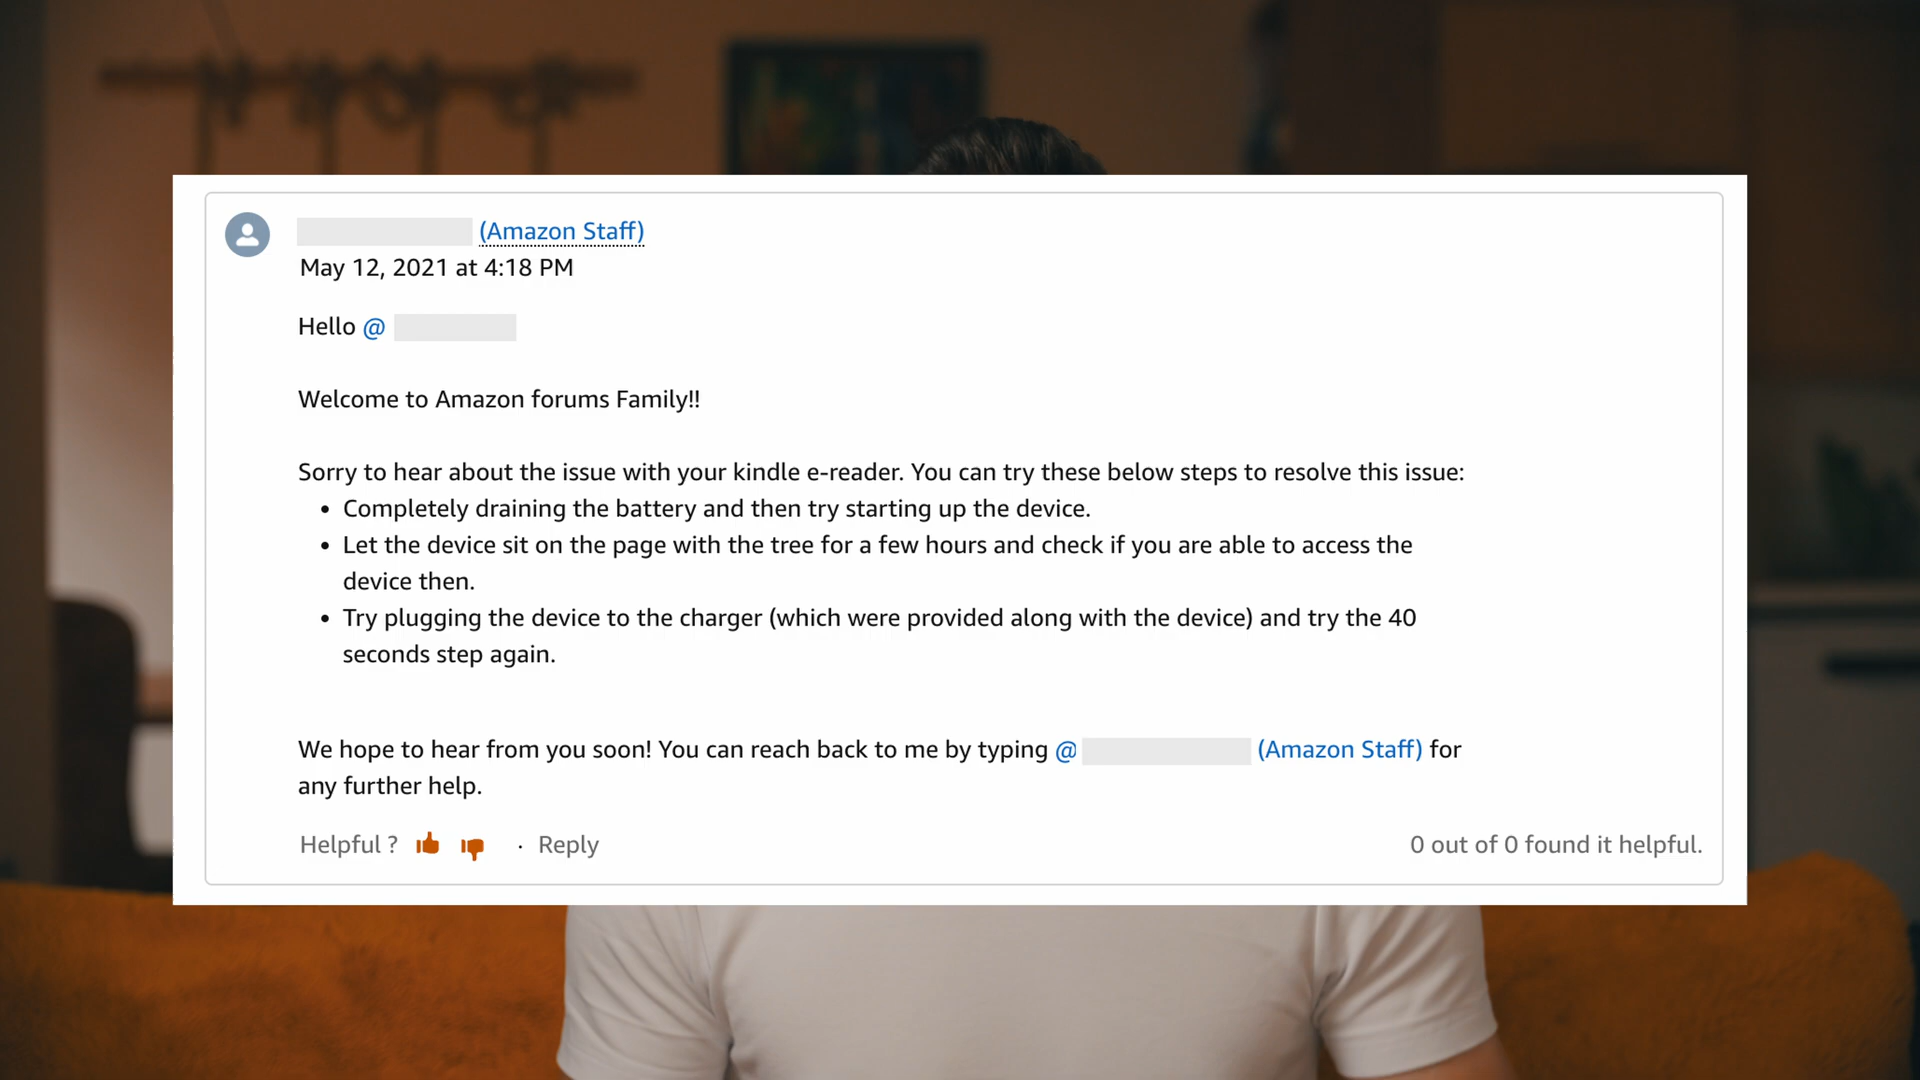 (Amazon Staff)
May 12, 2021 at 4:18 PM
Hello @
Welcome to Amazon forums Family!!
Sorry to hear about the issue with your kindle e-reader. You can try these below steps to resolve this issue:
• Completely draining the battery and then try starting up the device.
• Let the device sit on the page with the tree for a few hours and check if you are able to access the
device then.
• Try plugging the device to the charger (which were provided along with the device) and try the 40
seconds step again.
We hope to hear from you soon! You can reach back to me by typing @ (Amazon Staff) for
any further help.
Helpful ? · Reply
0 out of 0 found it helpful.